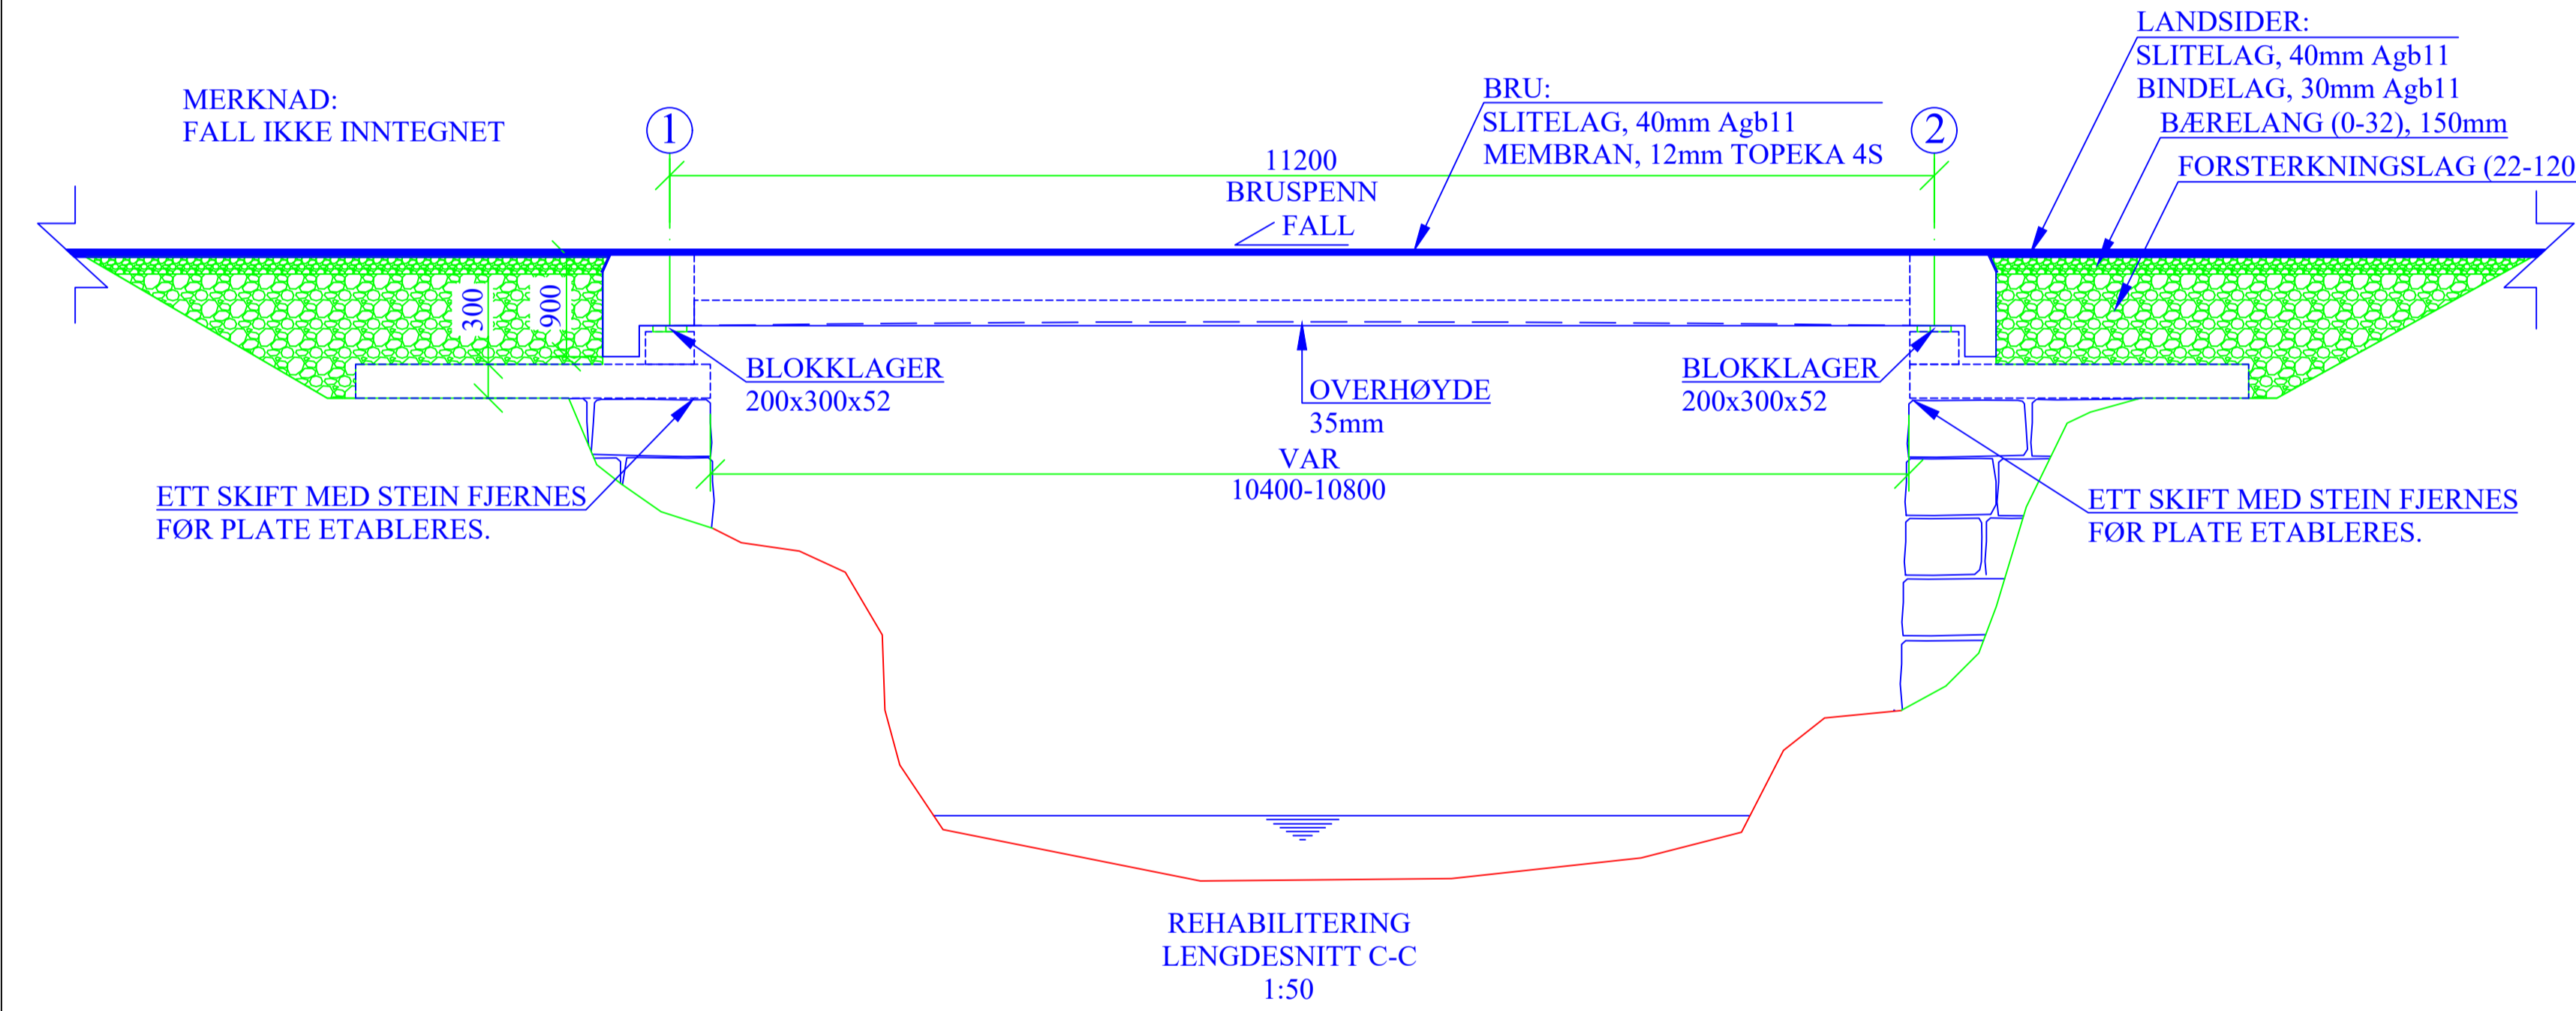 MERKNAD:
FALL IKKE INNTEGNET
1
11200
BRUSPENN
FALL
BRU:
SLITELAG, 40mm Agb11
MEMBRAN, 12mm TOPEKA 4S
2
LANDSIDER:
SLITELAG, 40mm Agb11
BINDELAG, 30mm Agb11
BÆRELANG (0-32), 150mm
FORSTERKNINGSLAG (22-120
300
900
BLOKKLAGER
200x300x52
OVERHØYDE
35mm
BLOKKLAGER
200x300x52
VAR
10400-10800
ETT SKIFT MED STEIN FJERNES
FØR PLATE ETABLERES.
ETT SKIFT MED STEIN FJERNES
FØR PLATE ETABLERES.
REHABILITERING
LENGDESNITT C-C
1:50